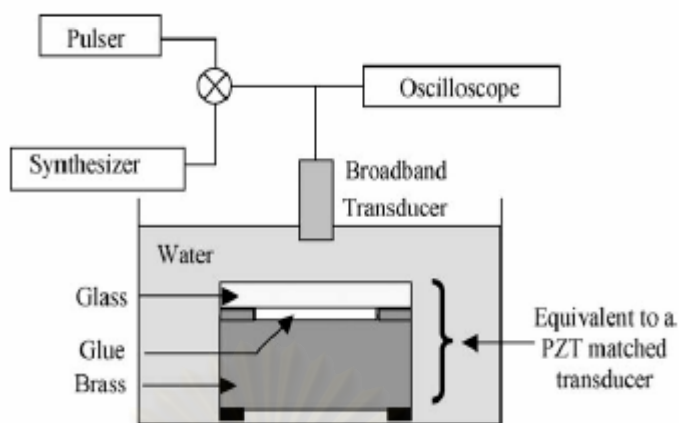 Pulser
Oscilloscope
Synthesizer
Broadband
Transducer
Water
Glass
Glue
Brass
Equivalent to a
PZT matched
transducer